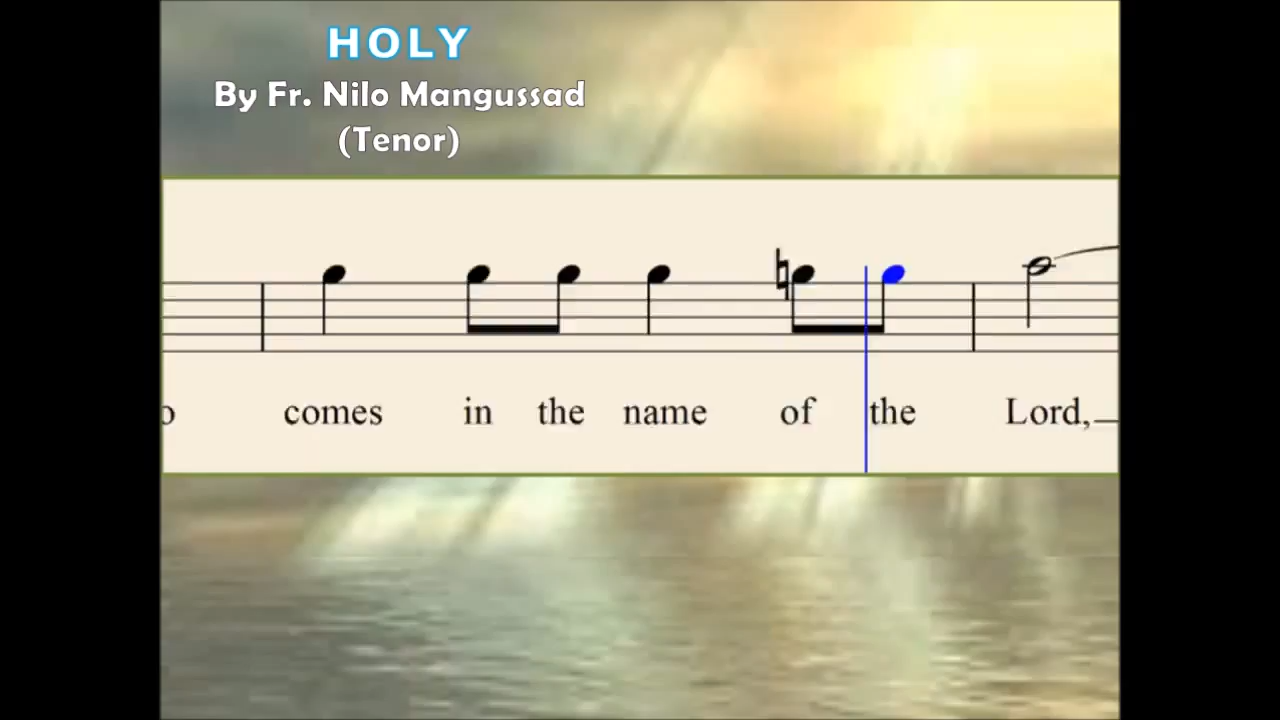 HOLY
By Fr. Nilo Mangussad
(Tenor)
o comes in the name of the Lord,